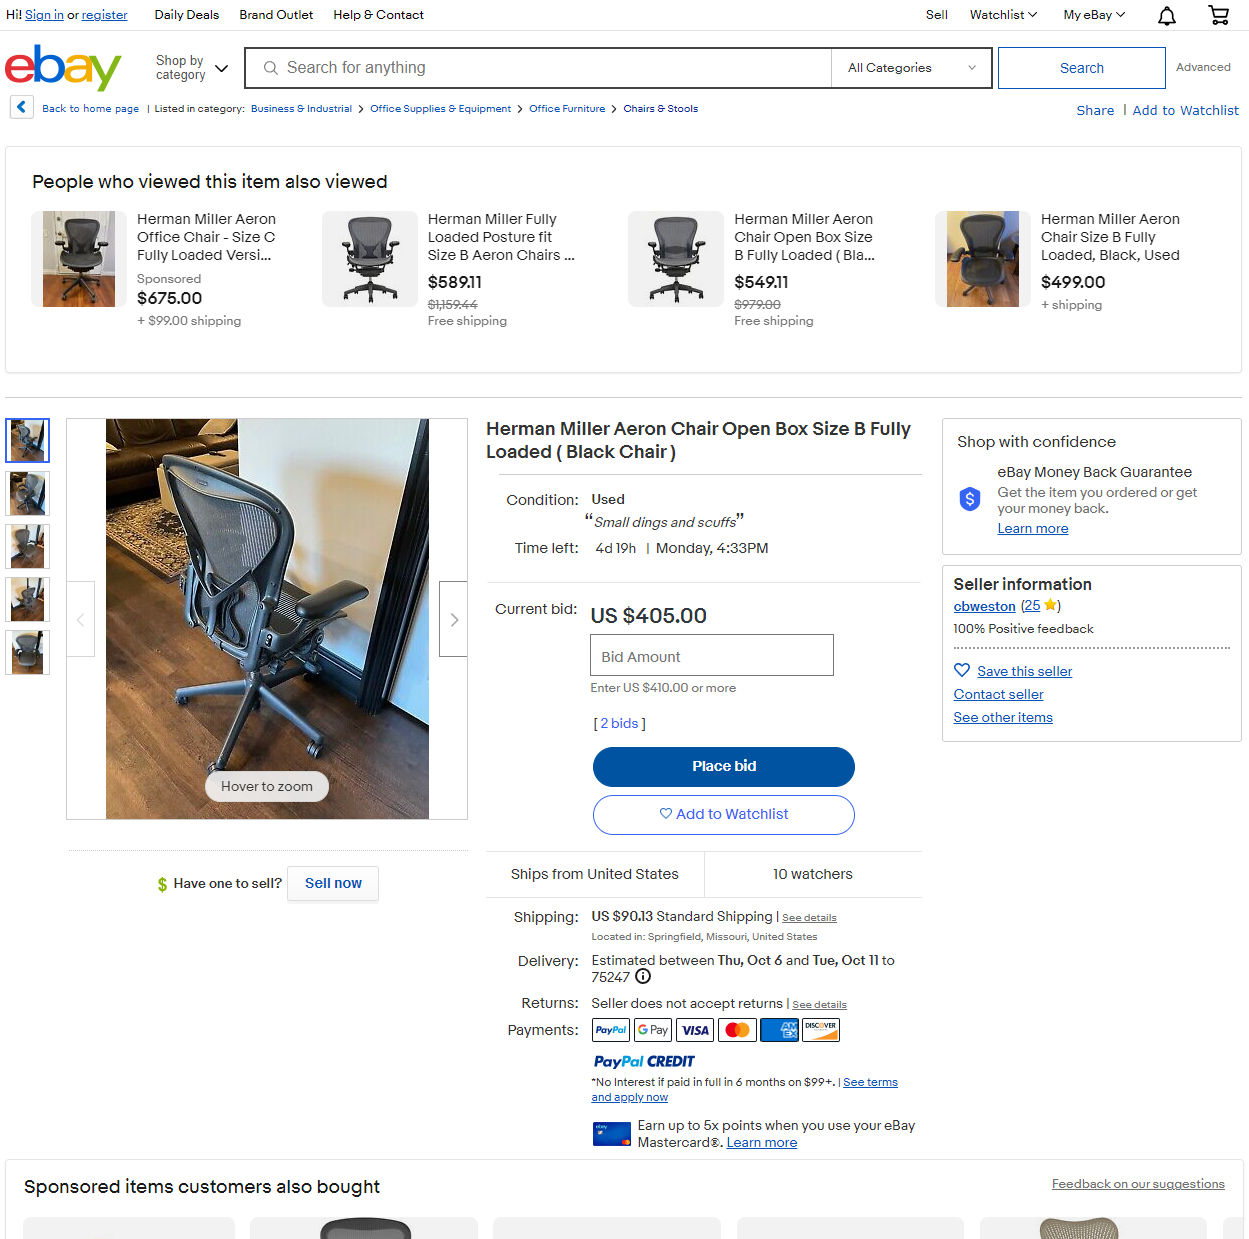 Hi! Sign in or register Daily Deals Brand Outlet Help & Contact Sell Watchlist My eBay
ebay Shop by category Search for anything All Categories Search Advanced
Back to home page | Listed in category: Business & Industrial > Office Supplies & Equipment > Office Furniture > Chairs & Stools
Share | Add to Watchlist
People who viewed this item also viewed
Herman Miller Aeron
Office Chair - Size C
Fully Loaded Versi...
Sponsored
$675.00
+ $99.00 shipping
Herman Miller Fully
Loaded Posture fit
Size B Aeron Chairs ...
$589.11
$1,159.44
Free shipping
Herman Miller Aeron
Chair Open Box Size
B Fully Loaded ( Bla...
$549.11
$979.00
Free shipping
Herman Miller Aeron
Chair Size B Fully
Loaded, Black, Used
$499.00
+ shipping
Hover to zoom
$ Have one to sell? Sell now
Herman Miller Aeron Chair Open Box Size B Fully
Loaded ( Black Chair )
Condition: Used
“Small dings and scuffs”
Time left: 4d 19h | Monday, 4:33PM
Current bid: US $405.00
Bid Amount
Enter US $410.00 or more
[ 2 bids ]
Place bid
Add to Watchlist
Ships from United States 10 watchers
Shipping: US $90.13 Standard Shipping | See details
Located in: Springfield, Missouri, United States
Delivery: Estimated between Thu, Oct 6 and Tue, Oct 11 to
75247
Returns: Seller does not accept returns | See details
Payments: PayPal G Pay VISA AMEX DISCOVER
PayPal CREDIT
*No Interest if paid in full in 6 months on $99+. | See terms
and apply now
ebay
Earn up to 5x points when you use your eBay
Mastercard®. Learn more
Shop with confidence
eBay Money Back Guarantee
Get the item you ordered or get
your money back.
Learn more
Seller information
cbweston (25)
100% Positive feedback
Save this seller
Contact seller
See other items
Sponsored items customers also bought
Feedback on our suggestions